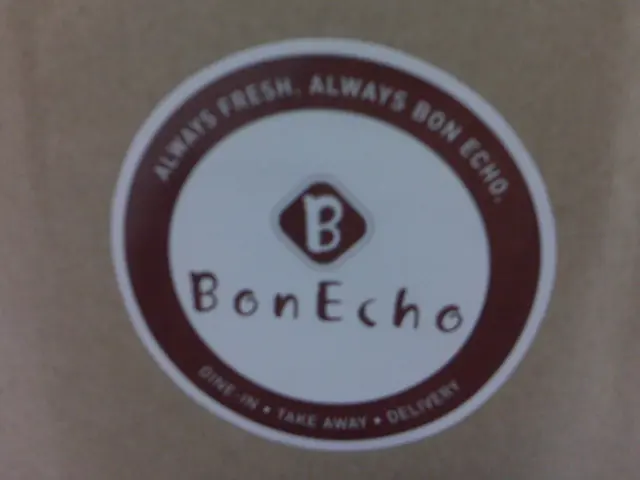 ALWAYS FRESH. ALWAYS BON ECHO.
B
BonEcho
DINE-IN • TAKE AWAY • DELIVERY